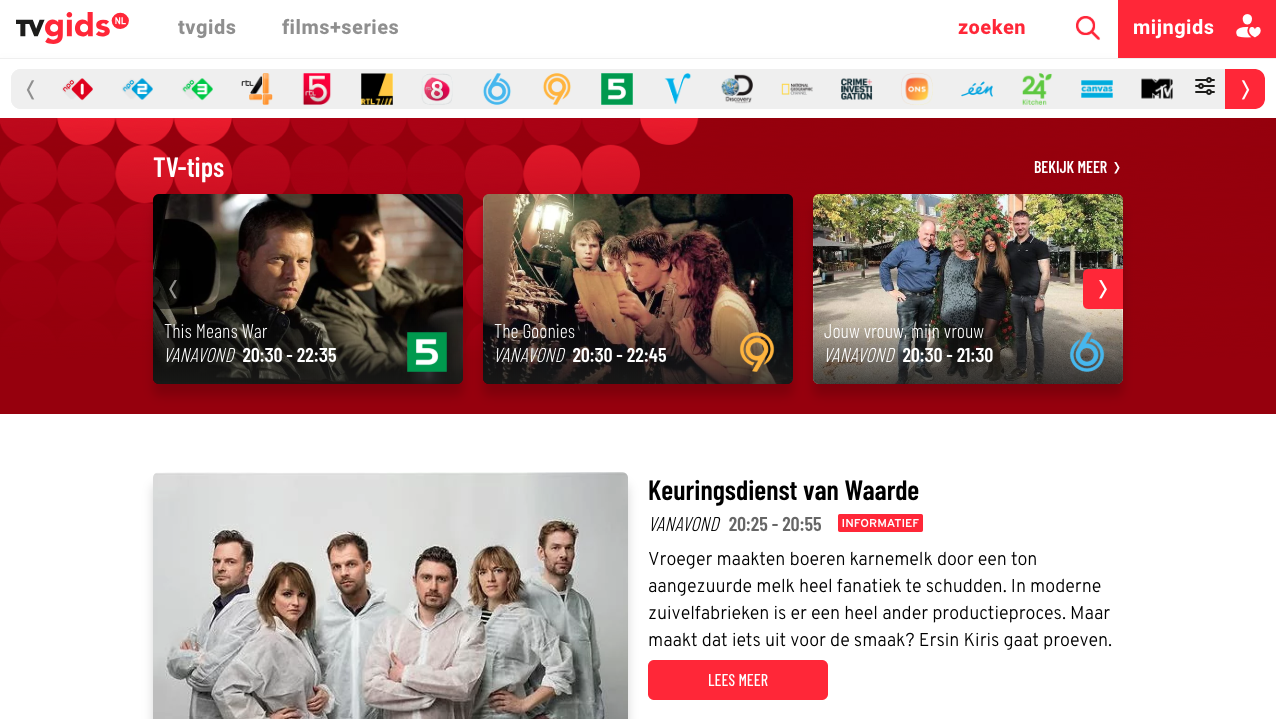 TVgids NL
tvgids
films+series
zoeken
mijngids
npo 1
npo 2
npo 3
rtl 4
rtl 5
RTL 7
8
6
9
5
V
Discovery
NATIONAL GEOGRAPHIC
CRIME+ INVESTIGATION
ONS
één
24 Kitchen
canvas
MTV
TV-tips
BEKIJK MEER
This Means War
VANAVOND 20:30 - 22:35
5
The Goonies
VANAVOND 20:30 - 22:45
9
Jouw vrouw, mijn vrouw
VANAVOND 20:30 - 21:30
6
Keuringsdienst van Waarde
VANAVOND 20:25 - 20:55 INFORMATIEF
Vroeger maakten boeren karnemelk door een ton
aangezuurde melk heel fanatiek te schudden. In moderne
zuivelfabrieken is er een heel ander productieproces. Maar
maakt dat iets uit voor de smaak? Ersin Kiris gaat proeven.
LEES MEER